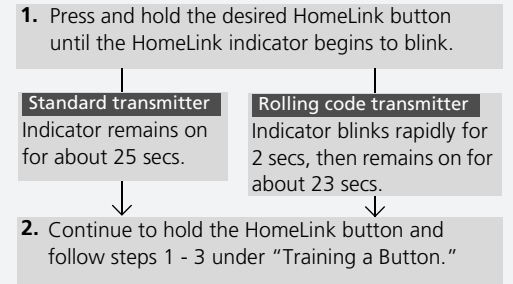 1. Press and hold the desired HomeLink button
until the HomeLink indicator begins to blink.
Standard transmitter
Indicator remains on
for about 25 secs.
Rolling code transmitter
Indicator blinks rapidly for
2 secs, then remains on for
about 23 secs.
2. Continue to hold the HomeLink button and
follow steps 1 - 3 under “Training a Button.”